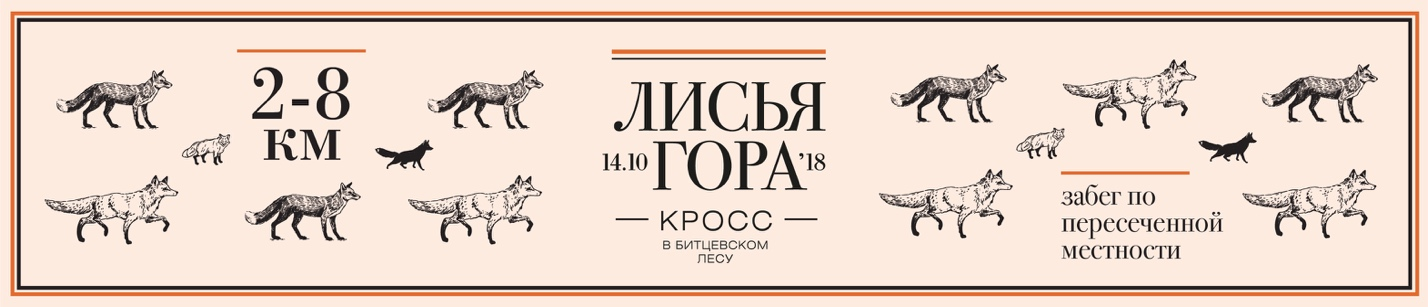 2-8
км
ЛИСЬЯ
14.10 ГОРА '18
КРОСС
В БИТЦЕВСКОМ
ЛЕСУ
забег по
пересеченной
местности